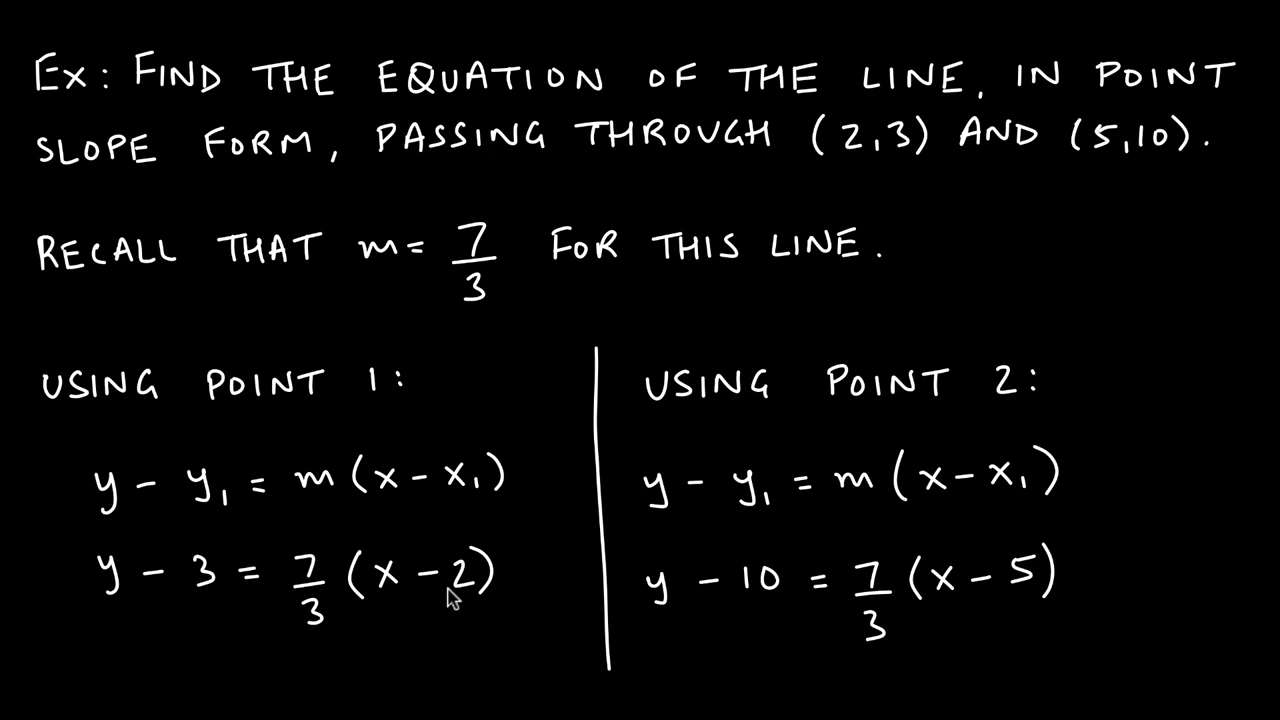 EX: FIND THE EQUATION OF THE LINE, IN POINT
SLOPE FORM, PASSING THROUGH (2,3) AND (5,10).
RECALL THAT m = 7/3 FOR THIS LINE.
USING POINT 1:
y - y₁ = m(x - x₁)
y - 3 = 7/3 (x - 2)
USING POINT 2:
y - y₁ = m(x - x₁)
y - 10 = 7/3 (x - 5)